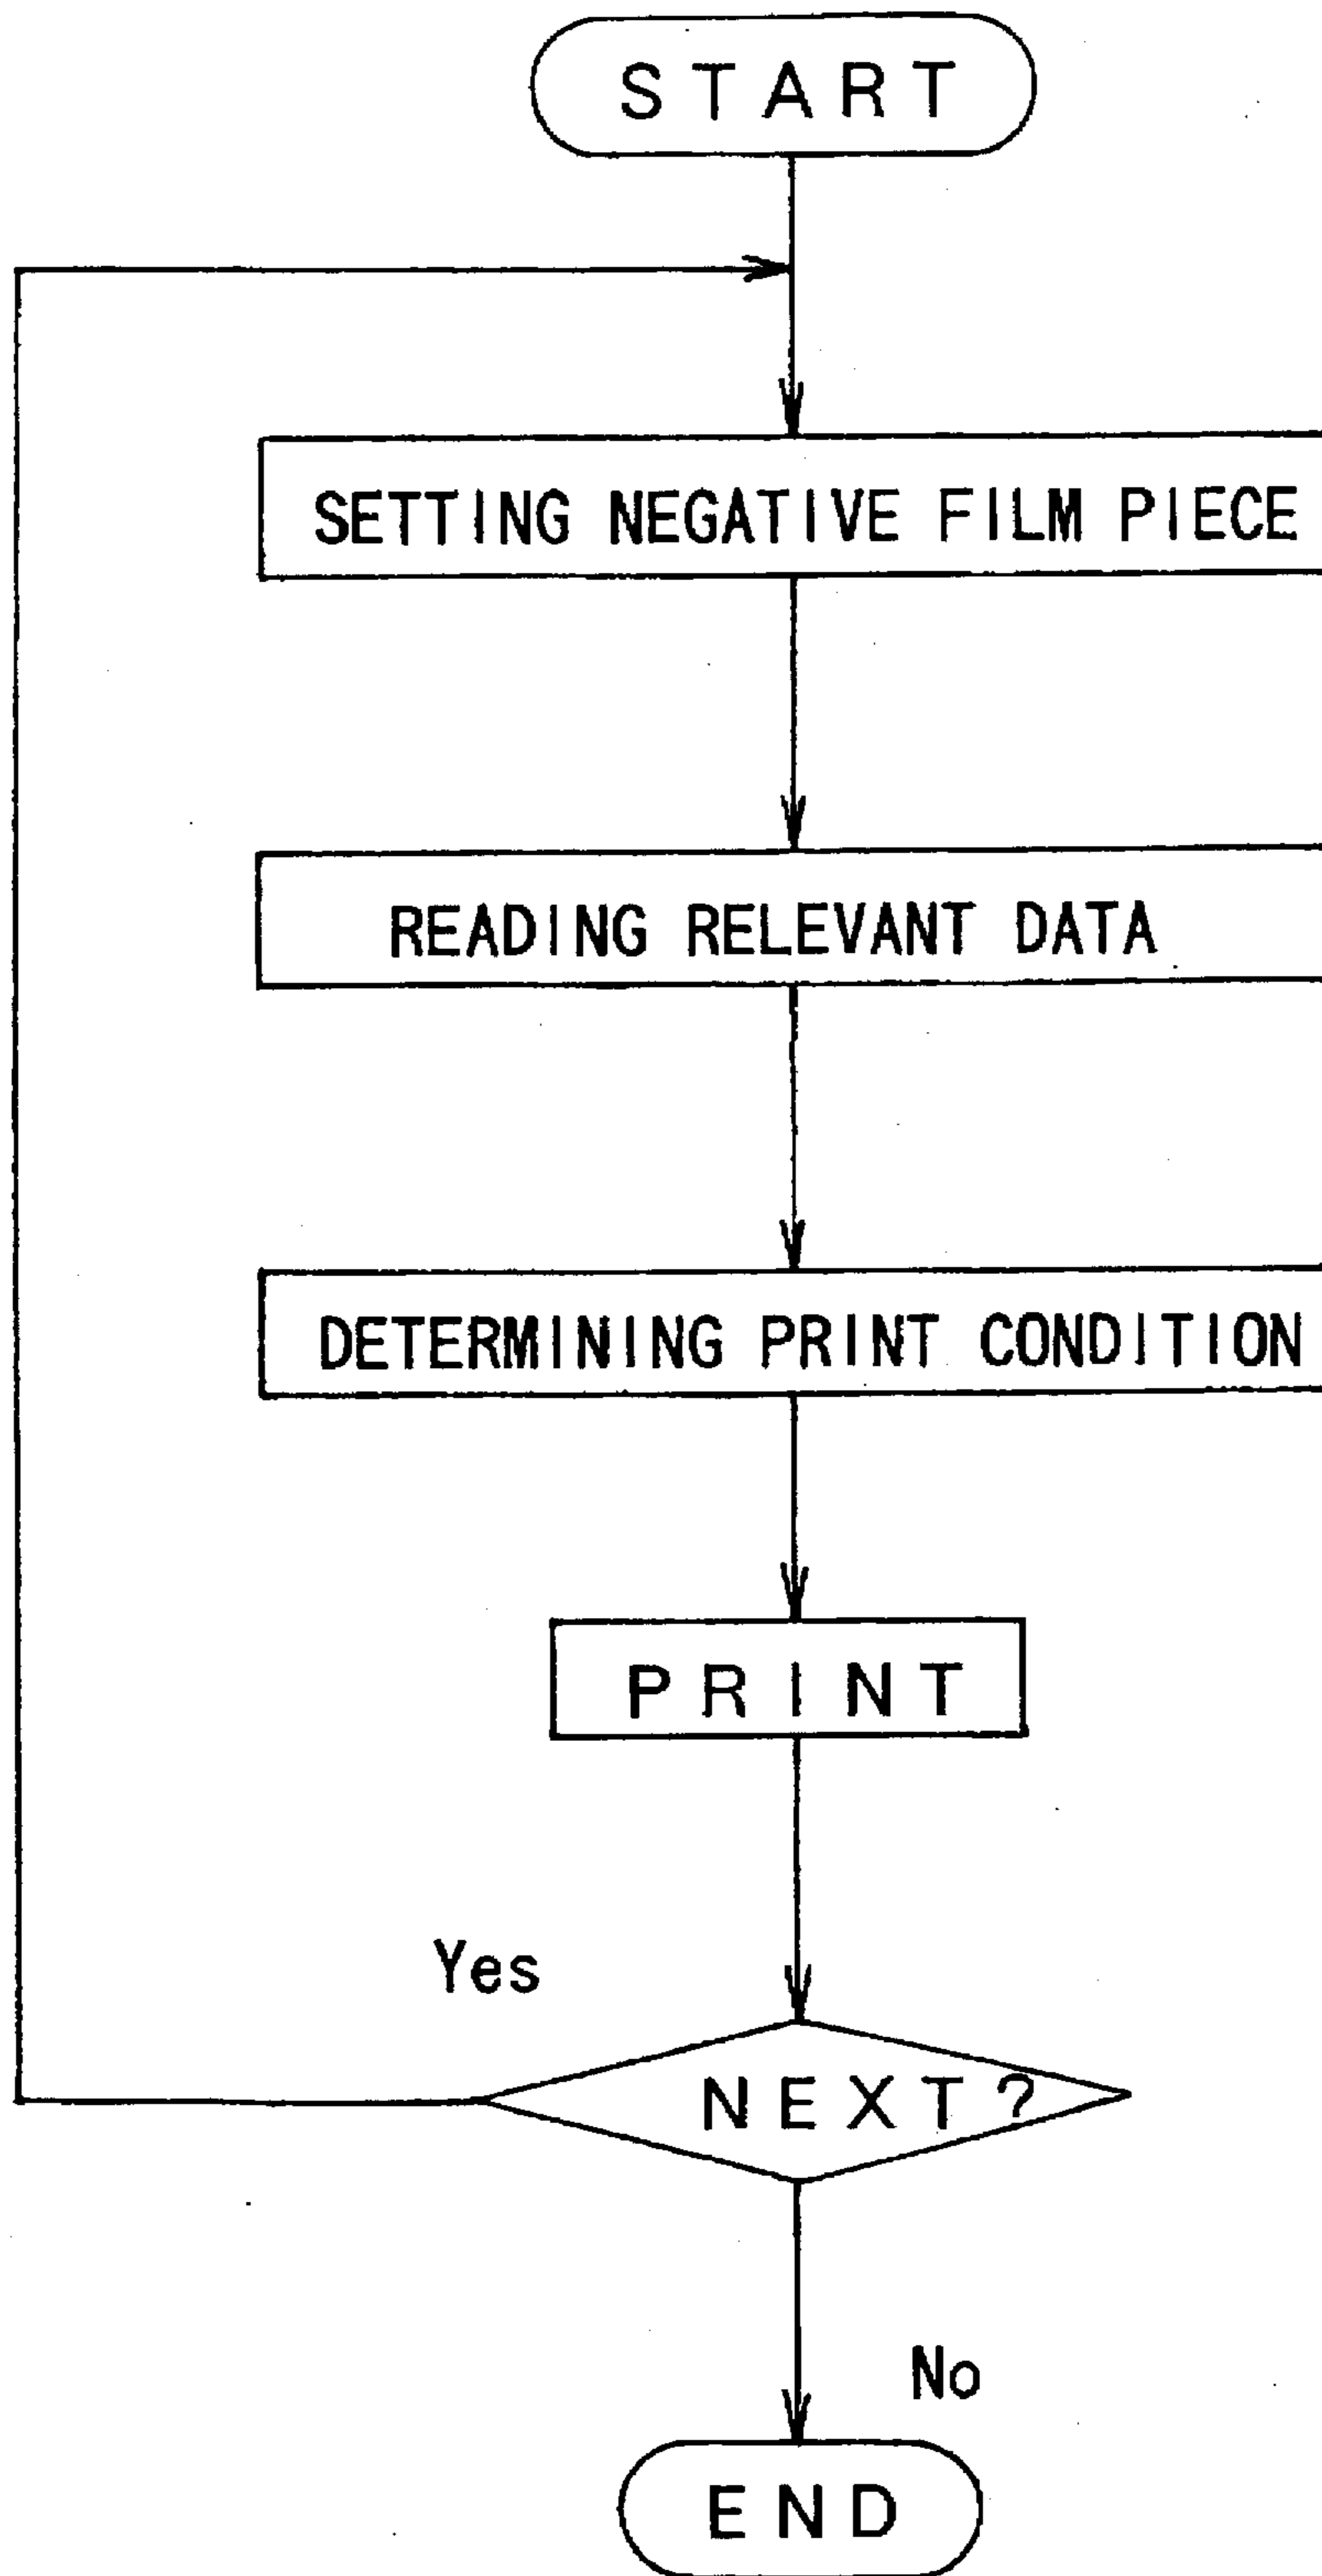 START
SETTING NEGATIVE FILM PIECE
READING RELEVANT DATA
DETERMINING PRINT CONDITION
PRINT
Yes
NEXT?
No
END